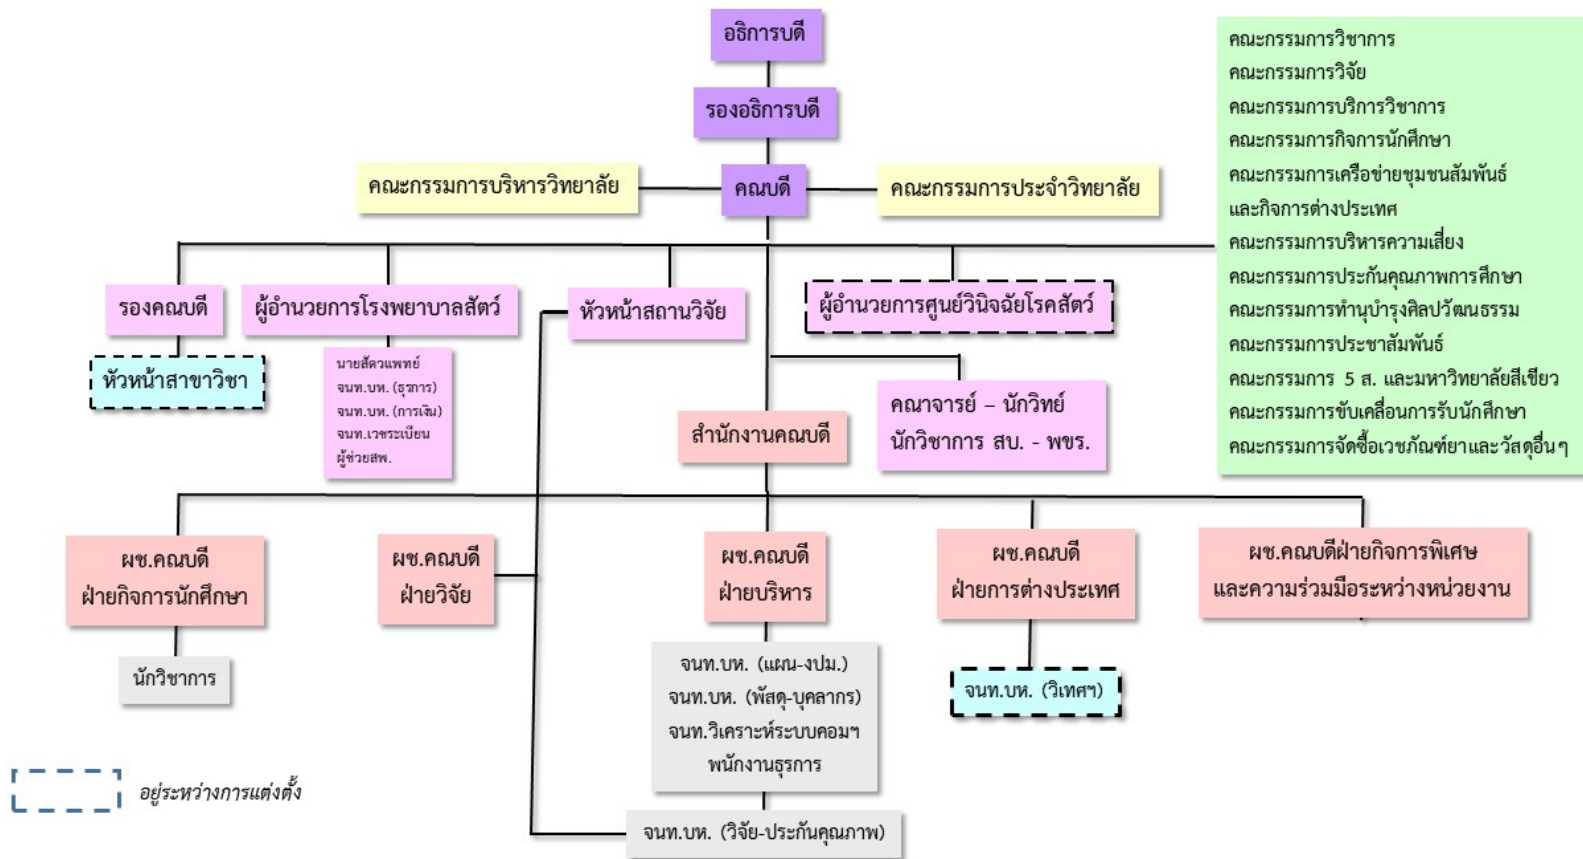 อธิการบดี
รองอธิการบดี
คณะกรรมการบริหารวิทยาลัย
คณบดี
คณะกรรมการประจำวิทยาลัย
คณะกรรมการวิชาการ
คณะกรรมการวิจัย
คณะกรรมการบริการวิชาการ
คณะกรรมการกิจการนักศึกษา
คณะกรรมการเครือข่ายชุมชนสัมพันธ์
และกิจการต่างประเทศ
คณะกรรมการบริหารความเสี่ยง
คณะกรรมการประกันคุณภาพการศึกษา
คณะกรรมการทำนุบำรุงศิลปวัฒนธรรม
คณะกรรมการประชาสัมพันธ์
คณะกรรมการ 5 ส. และมหาวิทยาลัยสีเขียว
คณะกรรมการขับเคลื่อนการรับนักศึกษา
คณะกรรมการจัดซื้อเวชภัณฑ์ยาและวัสดุอื่นๆ
รองคณบดี
ผู้อำนวยการโรงพยาบาลสัตว์
หัวหน้าสถานวิจัย
ผู้อำนวยการศูนย์วินิจฉัยโรคสัตว์
หัวหน้าสาขาวิชา
นายสัตวแพทย์
จนท.บห. (ธุรการ)
จนท.บห. (การเงิน)
จนท.เวชระเบียน
ผู้ช่วยสพ.
คณาจารย์ – นักวิทย์
นักวิชาการ สบ. - พขร.
สำนักงานคณบดี
ผช.คณบดี
ฝ่ายกิจการนักศึกษา
ผช.คณบดี
ฝ่ายวิจัย
ผช.คณบดี
ฝ่ายบริหาร
ผช.คณบดี
ฝ่ายการต่างประเทศ
ผช.คณบดีฝ่ายกิจการพิเศษ
และความร่วมมือระหว่างหน่วยงาน
นักวิชาการ
จนท.บห. (แผน-งปม.)
จนท.บห. (พัสดุ-บุคลากร)
จนท.วิเคราะห์ระบบคอมฯ
พนักงานธุรการ
จนท.บห. (วิเทศฯ)
จนท.บห. (วิจัย-ประกันคุณภาพ)
อยู่ระหว่างการแต่งตั้ง